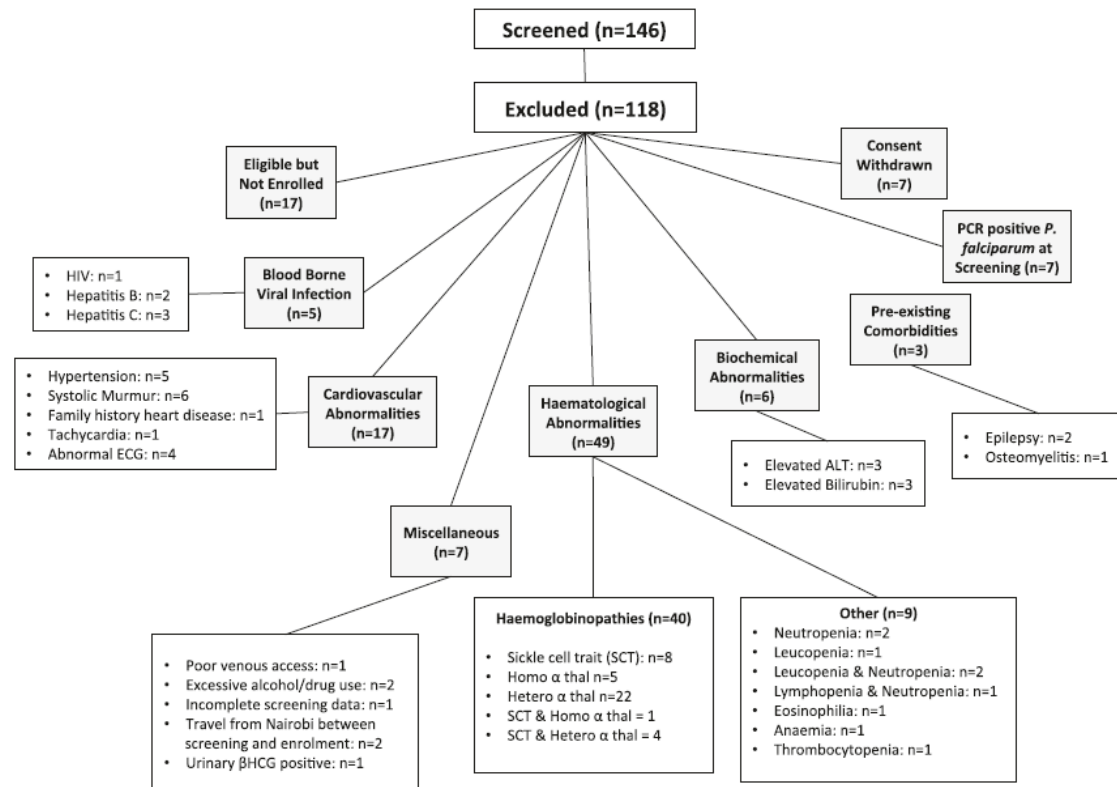 Screened (n=146)
Excluded (n=118)
Eligible but
Not Enrolled
(n=17)
Consent
Withdrawn
(n=7)
PCR positive P.
falciparum at
Screening (n=7)
• HIV: n=1
• Hepatitis B: n=2
• Hepatitis C: n=3
Blood Borne
Viral Infection
(n=5)
Pre-existing
Comorbidities
(n=3)
• Hypertension: n=5
• Systolic Murmur: n=6
• Family history heart disease: n=1
• Tachycardia: n=1
• Abnormal ECG: n=4
Cardiovascular
Abnormalities
(n=17)
Haematological
Abnormalities
(n=49)
Biochemical
Abnormalities
(n=6)
• Elevated ALT: n=3
• Elevated Bilirubin: n=3
• Epilepsy: n=2
• Osteomyelitis: n=1
Miscellaneous
(n=7)
• Poor venous access: n=1
• Excessive alcohol/drug use: n=2
• Incomplete screening data: n=1
• Travel from Nairobi between
screening and enrolment: n=2
• Urinary βHCG positive: n=1
Haemoglobinopathies (n=40)
• Sickle cell trait (SCT): n=8
• Homo α thal n=5
• Hetero α thal n=22
• SCT & Homo α thal = 1
• SCT & Hetero α thal = 4
Other (n=9)
• Neutropenia: n=2
• Leucopenia: n=1
• Leucopenia & Neutropenia: n=2
• Lymphopenia & Neutropenia: n=1
• Eosinophilia: n=1
• Anaemia: n=1
• Thrombocytopenia: n=1